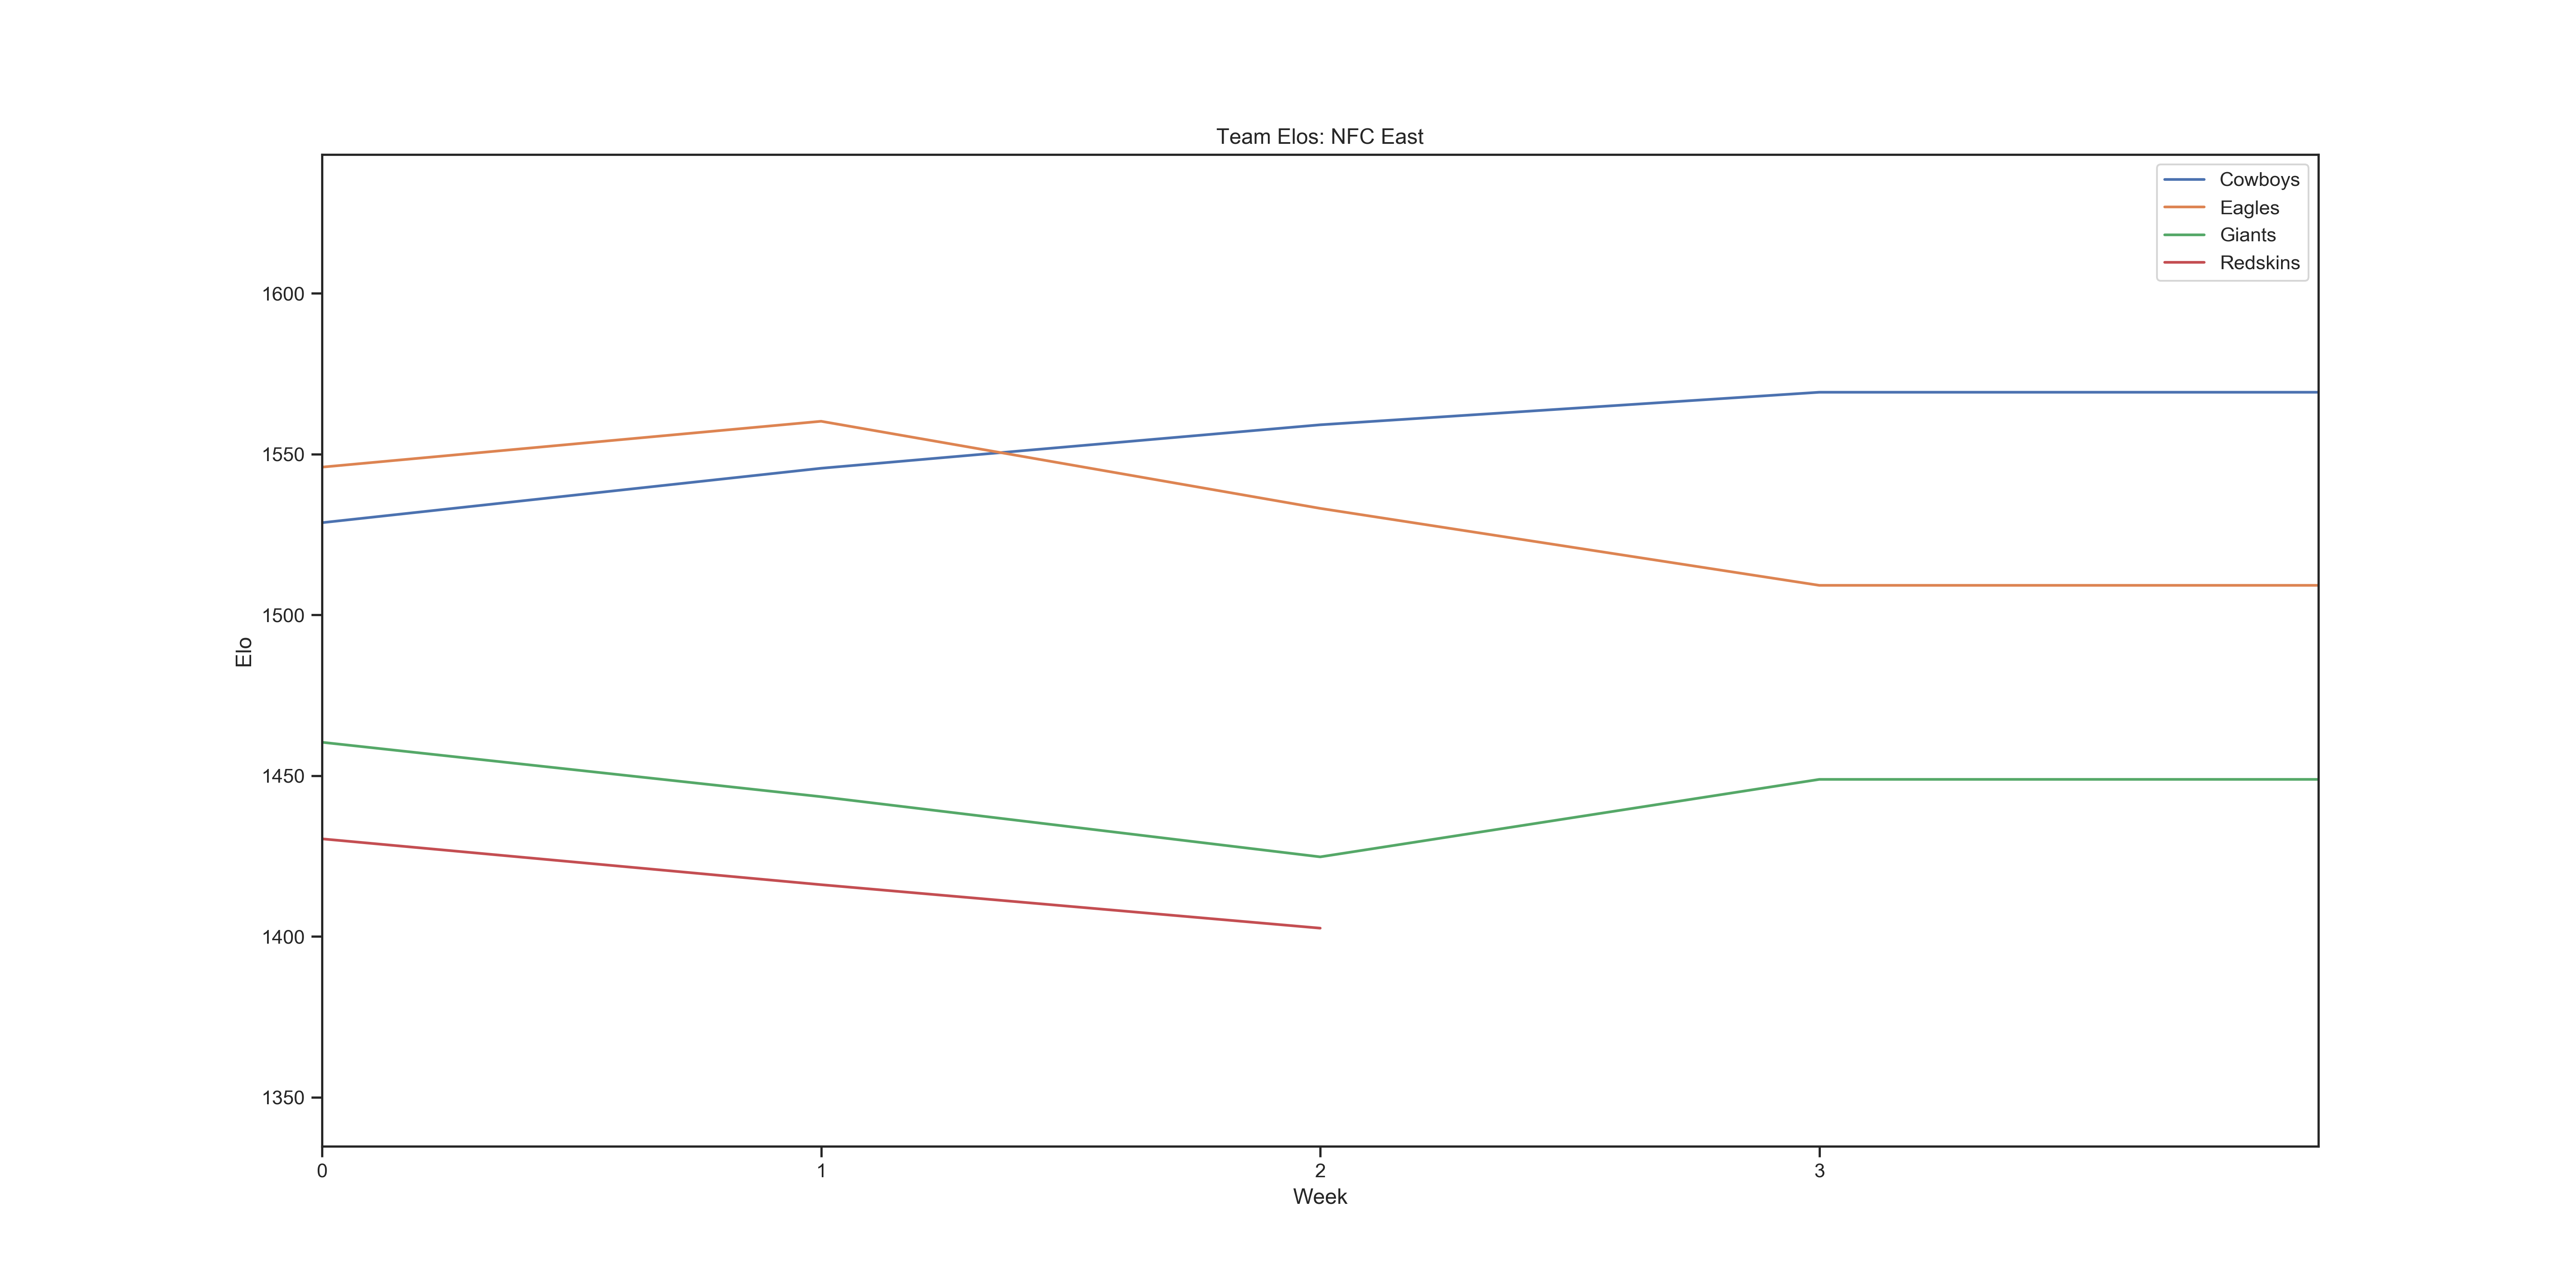 Team Elos: NFC East
Cowboys
Eagles
Giants
Redskins
1600
1550
1500
1450
1400
1350
Elo
0 1 2 3
Week